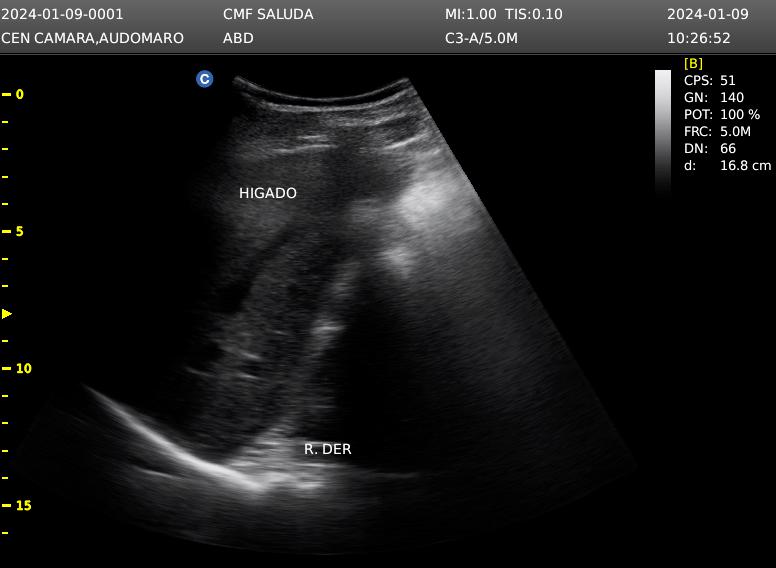 2024-01-09-0001 CMF SALUDA MI:1.00 TIS:0.10 2024-01-09
CEN CAMARA,AUDOMARO ABD C3-A/5.0M 10:26:52
C
[B]
CPS: 51
GN: 140
POT: 100 %
FRC: 5.0M
DN: 66
d: 16.8 cm
0
HIGADO
5
10
R. DER
15